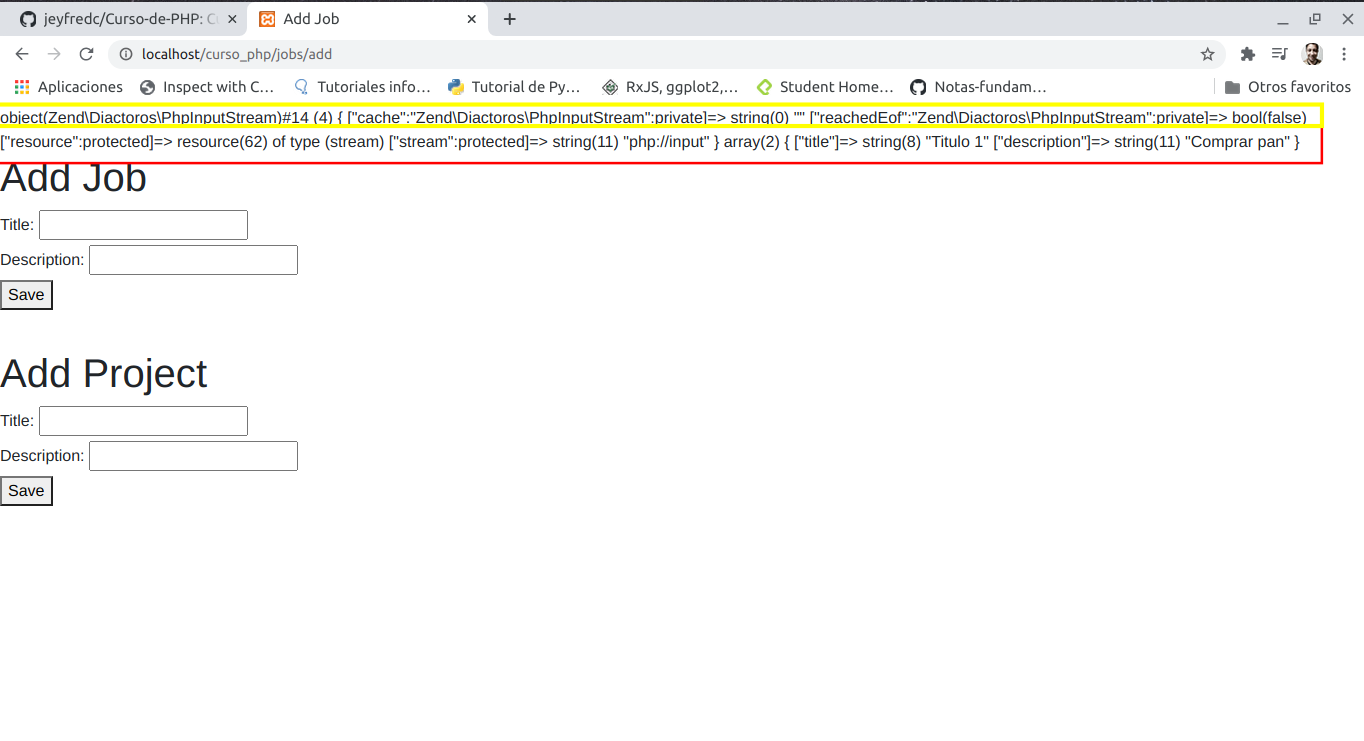 jeyfredc/Curso-de-PHP: C
Add Job
localhost/curso_php/jobs/add
Aplicaciones
Inspect with C...
Tutoriales info...
Tutorial de Py...
RxJS, ggplot2,...
Student Home...
Notas-fundam...
Otros favoritos
object(Zend\Diactoros\PhpInputStream)#14 (4) { ["cache":"Zend\Diactoros\PhpInputStream":private]=> string(0) "" ["reachedEof":"Zend\Diactoros\PhpInputStream":private]=> bool(false)
["resource":protected]=> resource(62) of type (stream) ["stream":protected]=> string(11) "php://input" } array(2) { ["title"]=> string(8) "Titulo 1" ["description"]=> string(11) "Comprar pan" }
Add Job
Title:
Description:
Save
Add Project
Title:
Description:
Save